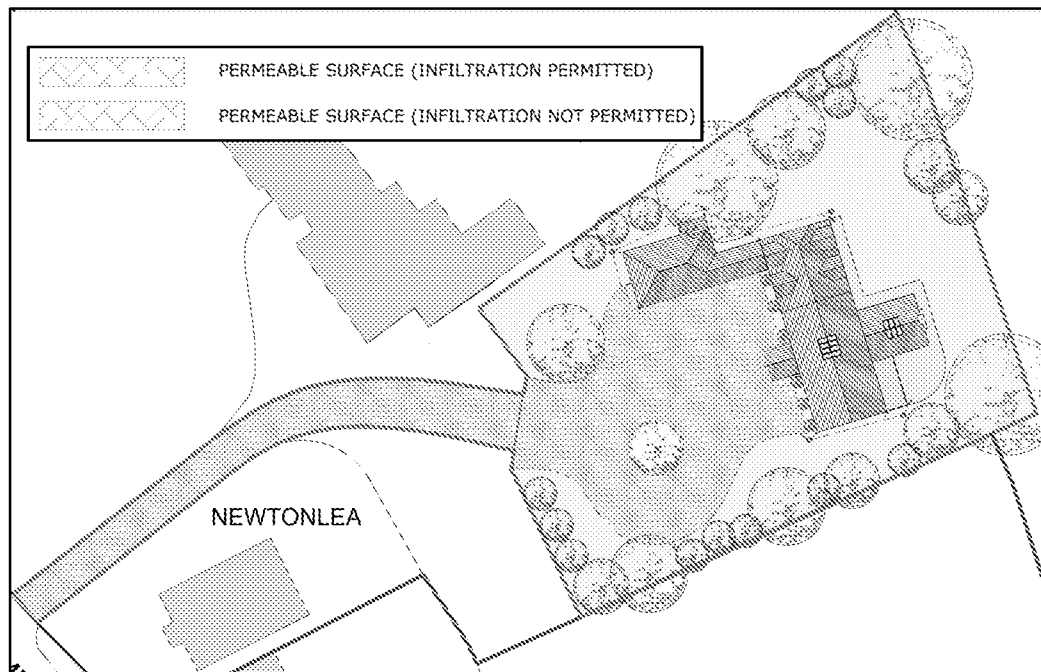 PERMEABLE SURFACE (INFILTRATION PERMITTED)
PERMEABLE SURFACE (INFILTRATION NOT PERMITTED)
NEWTONLEA